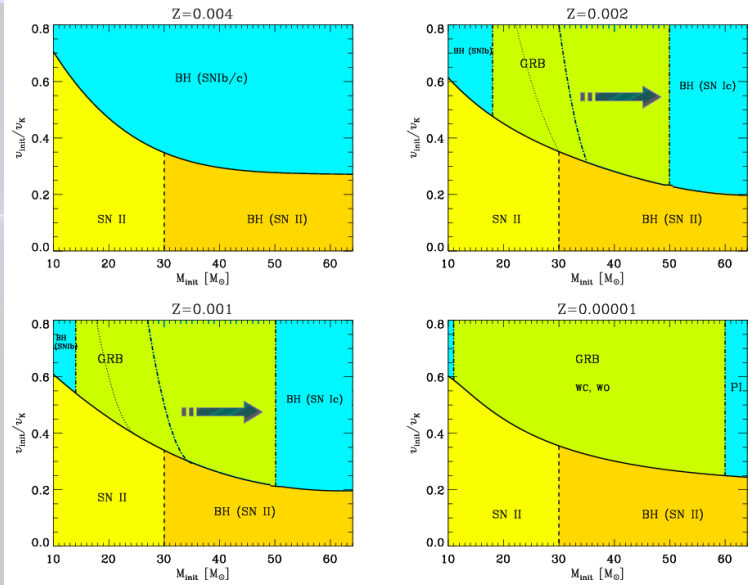 Z=0.004
0.8
0.6
0.4
0.2
0.0
v_init/v_K
BH (SNIb/c)
SN II
BH (SN II)
10 20 30 40 50 60
M_init [M_⊙]
Z=0.002
0.8
0.6
0.4
0.2
0.0
v_init/v_K
BH (SNIb)
GRB
BH (SN Ic)
SN II
BH (SN II)
10 20 30 40 50 60
M_init [M_⊙]
Z=0.001
0.8
0.6
0.4
0.2
0.0
v_init/v_K
BH
(SNIb)
GRB
BH (SN Ic)
SN II
BH (SN II)
10 20 30 40 50 60
M_init [M_⊙]
Z=0.00001
0.8
0.6
0.4
0.2
0.0
v_init/v_K
GRB
WC, WO
SN II
BH (SN II)
10 20 30 40 50 60
M_init [M_⊙]